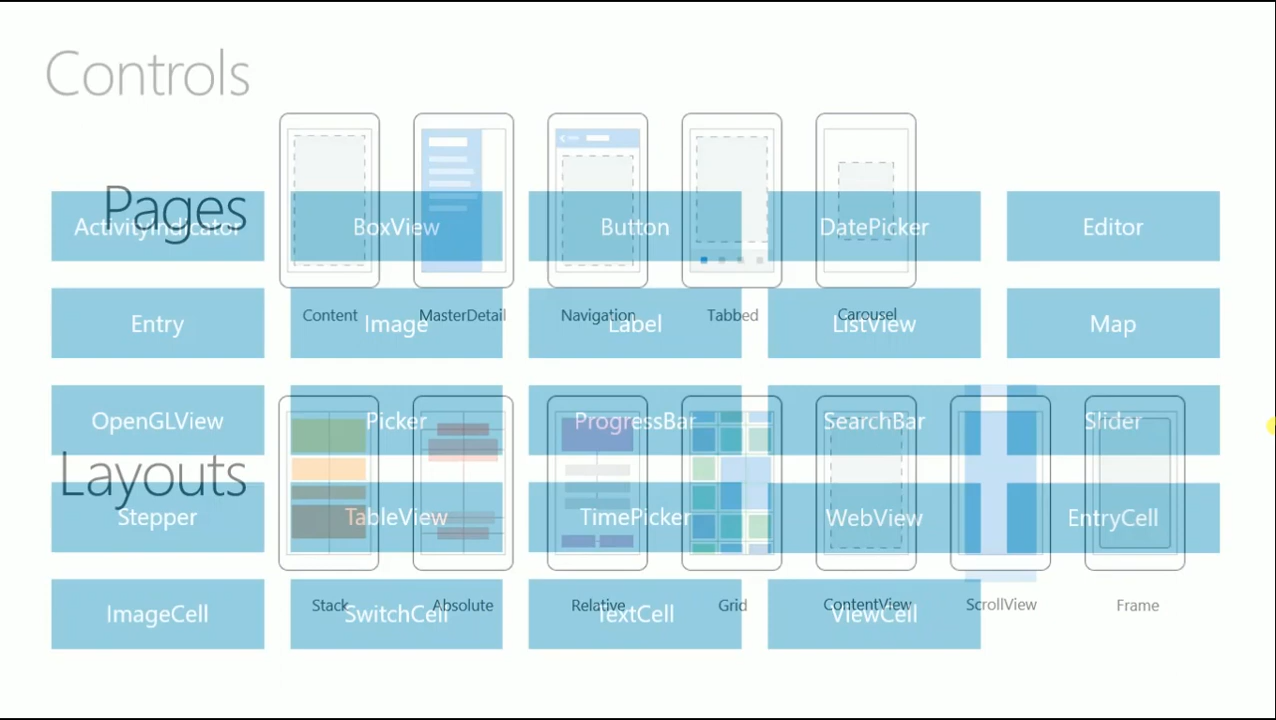 Controls
Pages
ActivityIndicator BoxView Button DatePicker Editor
Content MasterDetail Navigation Tabbed Carousel
Entry Image Label ListView Map
OpenGLView Picker ProgressBar SearchBar Slider
Layouts
Stepper TableView TimePicker WebView EntryCell
Stack Absolute Relative Grid ContentView ScrollView Frame
ImageCell SwitchCell TextCell ViewCell